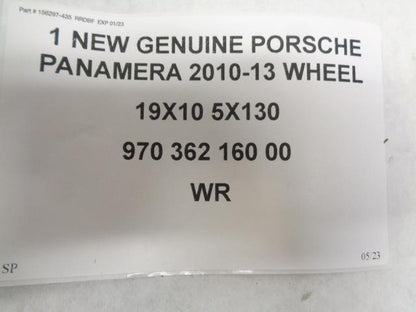 Part # 156297-435 RRDBF EXP 01/23
1 NEW GENUINE PORSCHE
PANAMERA 2010-13 WHEEL
19X10 5X130
970 362 160 00
WR
SP
05/23